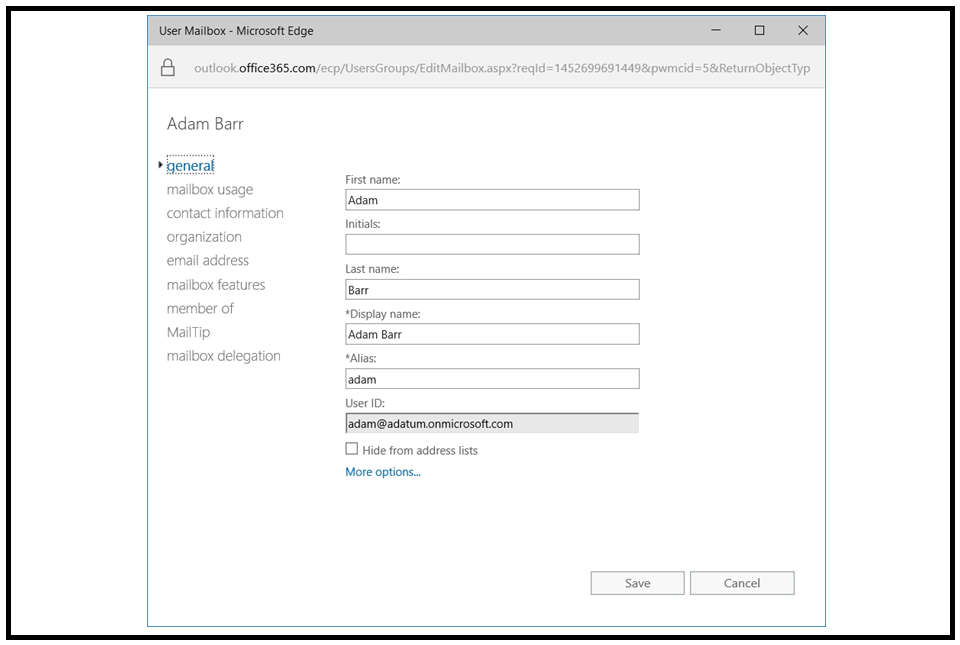 User Mailbox - Microsoft Edge
outlook.office365.com/ecp/UsersGroups/EditMailbox.aspx?reqId=1452699691449&pwmcid=5&ReturnObjectTyp
Adam Barr
general
mailbox usage
contact information
organization
email address
mailbox features
member of
MailTip
mailbox delegation
First name:
Adam
Initials:
Last name:
Barr
*Display name:
Adam Barr
*Alias:
adam
User ID:
adam@adatum.onmicrosoft.com
Hide from address lists
More options...
Save
Cancel